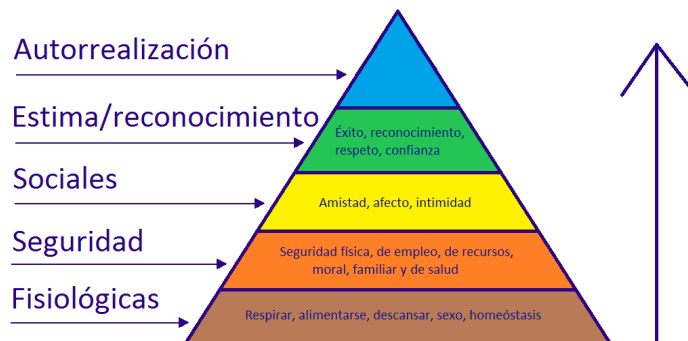 Autorrealización
Estima/reconocimiento
Éxito, reconocimiento,
respeto, confianza
Sociales
Amistad, afecto, intimidad
Seguridad
Seguridad física, de empleo, de recursos,
moral, familiar y de salud
Fisiológicas
Respirar, alimentarse, descansar, sexo, homeóstasis